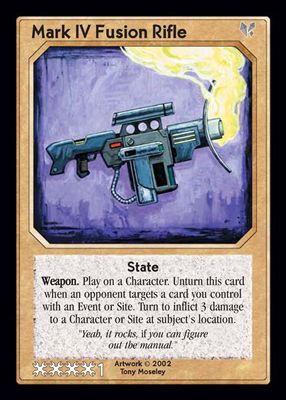 Mark IV Fusion Rifle
State
Weapon. Play on a Character. Unturn this card
when an opponent targets a card you control
with an Event or Site. Turn to inflict 3 damage
to a Character or Site at subject's location.
"Yeah, it rocks, if you can figure
out the manual."
1
Artwork © 2002
Tony Moseley